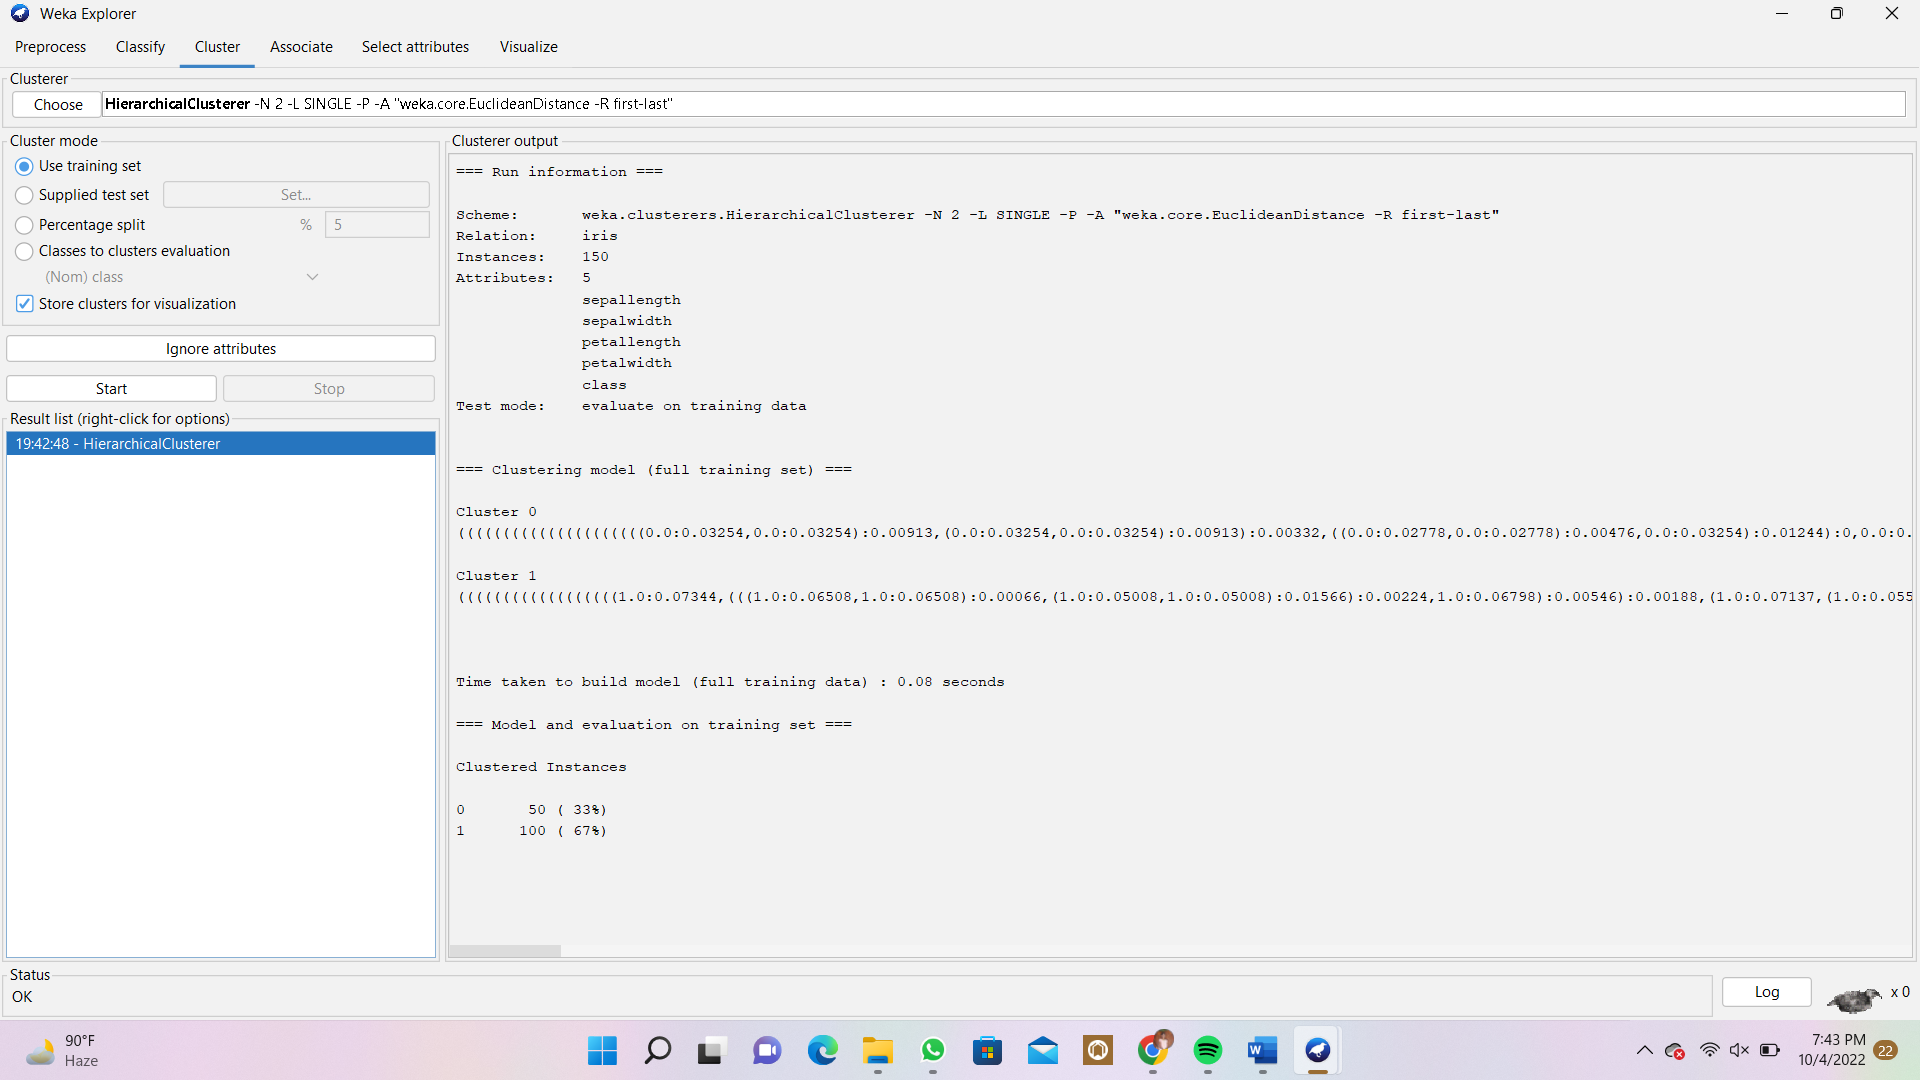 Weka Explorer
Preprocess Classify Cluster Associate Select attributes Visualize
Clusterer
Choose HierarchicalClusterer -N 2 -L SINGLE -P -A "weka.core.EuclideanDistance -R first-last"
Cluster mode
Use training set
Supplied test set Set...
Percentage split % 5
Classes to clusters evaluation
(Nom) class
Store clusters for visualization
Ignore attributes
Start Stop
Result list (right-click for options)
19:42:48 - HierarchicalClusterer
Clusterer output
=== Run information ===
Scheme: weka.clusterers.HierarchicalClusterer -N 2 -L SINGLE -P -A "weka.core.EuclideanDistance -R first-last"
Relation: iris
Instances: 150
Attributes: 5
sepallength
sepalwidth
petallength
petalwidth
class
Test mode: evaluate on training data
=== Clustering model (full training set) ===
Cluster 0
(((((((((((((((((((((0.0:0.03254,0.0:0.03254):0.00913,(0.0:0.03254,0.0:0.03254):0.00913):0.00332,((0.0:0.02778,0.0:0.02778):0.00476,0.0:0.03254):0.01244):0,0.0:0.
Cluster 1
((((((((((((((((((1.0:0.07344,(((1.0:0.06508,1.0:0.06508):0.00066,(1.0:0.05008,1.0:0.05008):0.01566):0.00224,1.0:0.06798):0.00546):0.00188,(1.0:0.07137,(1.0:0.055
Time taken to build model (full training data) : 0.08 seconds
=== Model and evaluation on training set ===
Clustered Instances
0 50 ( 33%)
1 100 ( 67%)
Status
OK
Log
x 0
90°F
Haze
7:43 PM
10/4/2022
22